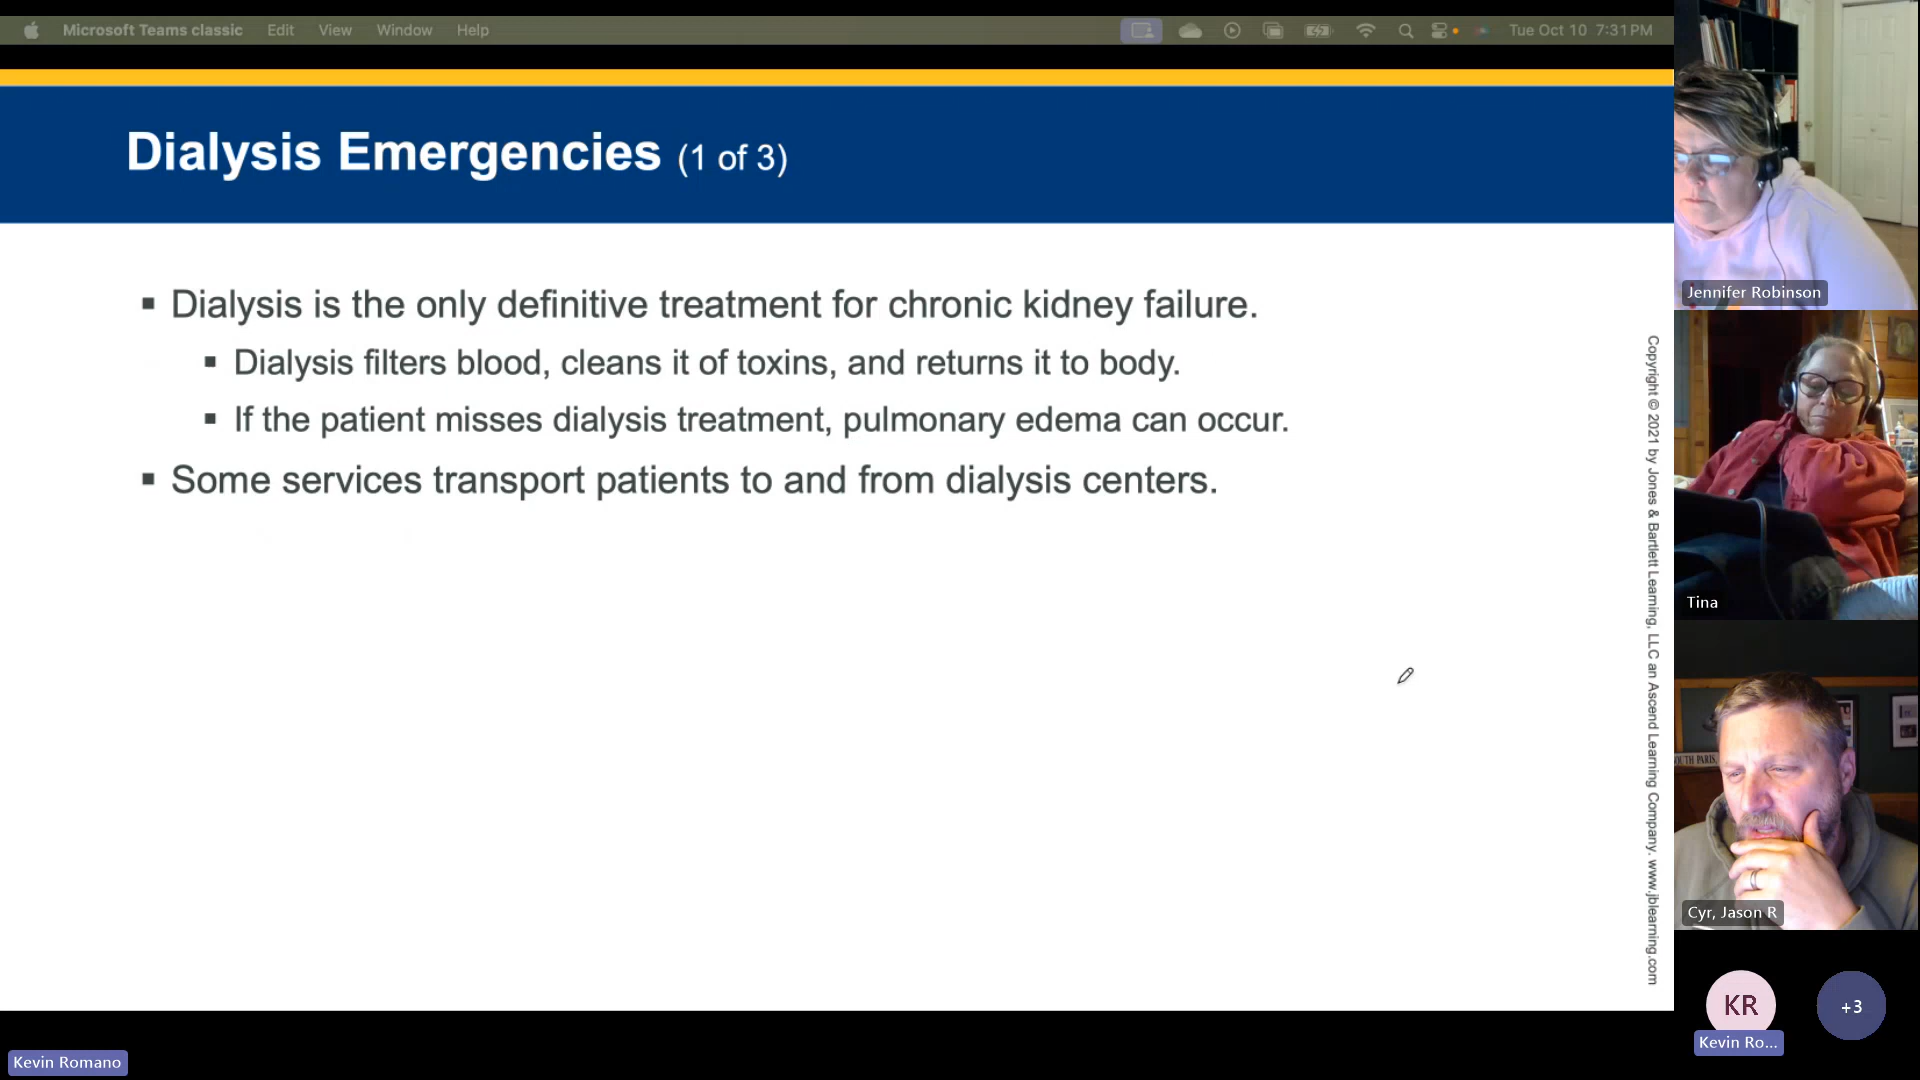 Microsoft Teams classic Edit View Window Help Tue Oct 10 7:31 PM
Dialysis Emergencies (1 of 3)
▪ Dialysis is the only definitive treatment for chronic kidney failure.
▪ Dialysis filters blood, cleans it of toxins, and returns it to body.
▪ If the patient misses dialysis treatment, pulmonary edema can occur.
▪ Some services transport patients to and from dialysis centers.
Copyright © 2021 by Jones & Bartlett Learning, LLC an Ascend Learning Company. www.jblearning.com
Jennifer Robinson
Tina
PARIS,
Cyr, Jason R
KR
+3
Kevin Ro...
Kevin Romano